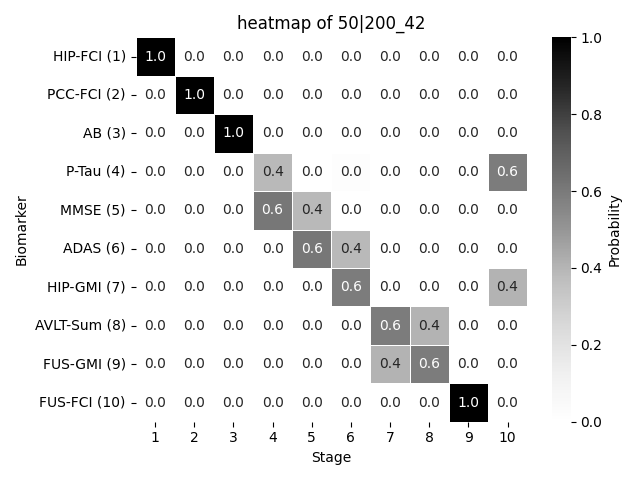 heatmap of 50|200_42
HIP-FCI (1) 1.0 0.0 0.0 0.0 0.0 0.0 0.0 0.0 0.0 0.0
PCC-FCI (2) 0.0 1.0 0.0 0.0 0.0 0.0 0.0 0.0 0.0 0.0
AB (3) 0.0 0.0 1.0 0.0 0.0 0.0 0.0 0.0 0.0 0.0
P-Tau (4) 0.0 0.0 0.0 0.4 0.0 0.0 0.0 0.0 0.0 0.6
MMSE (5) 0.0 0.0 0.0 0.6 0.4 0.0 0.0 0.0 0.0 0.0
ADAS (6) 0.0 0.0 0.0 0.0 0.6 0.4 0.0 0.0 0.0 0.0
HIP-GMI (7) 0.0 0.0 0.0 0.0 0.0 0.6 0.0 0.0 0.0 0.4
AVLT-Sum (8) 0.0 0.0 0.0 0.0 0.0 0.0 0.6 0.4 0.0 0.0
FUS-GMI (9) 0.0 0.0 0.0 0.0 0.0 0.0 0.4 0.6 0.0 0.0
FUS-FCI (10) 0.0 0.0 0.0 0.0 0.0 0.0 0.0 0.0 1.0 0.0
1 2 3 4 5 6 7 8 9 10
Stage
Biomarker
1.0
0.8
0.6
0.4
0.2
0.0
Probability